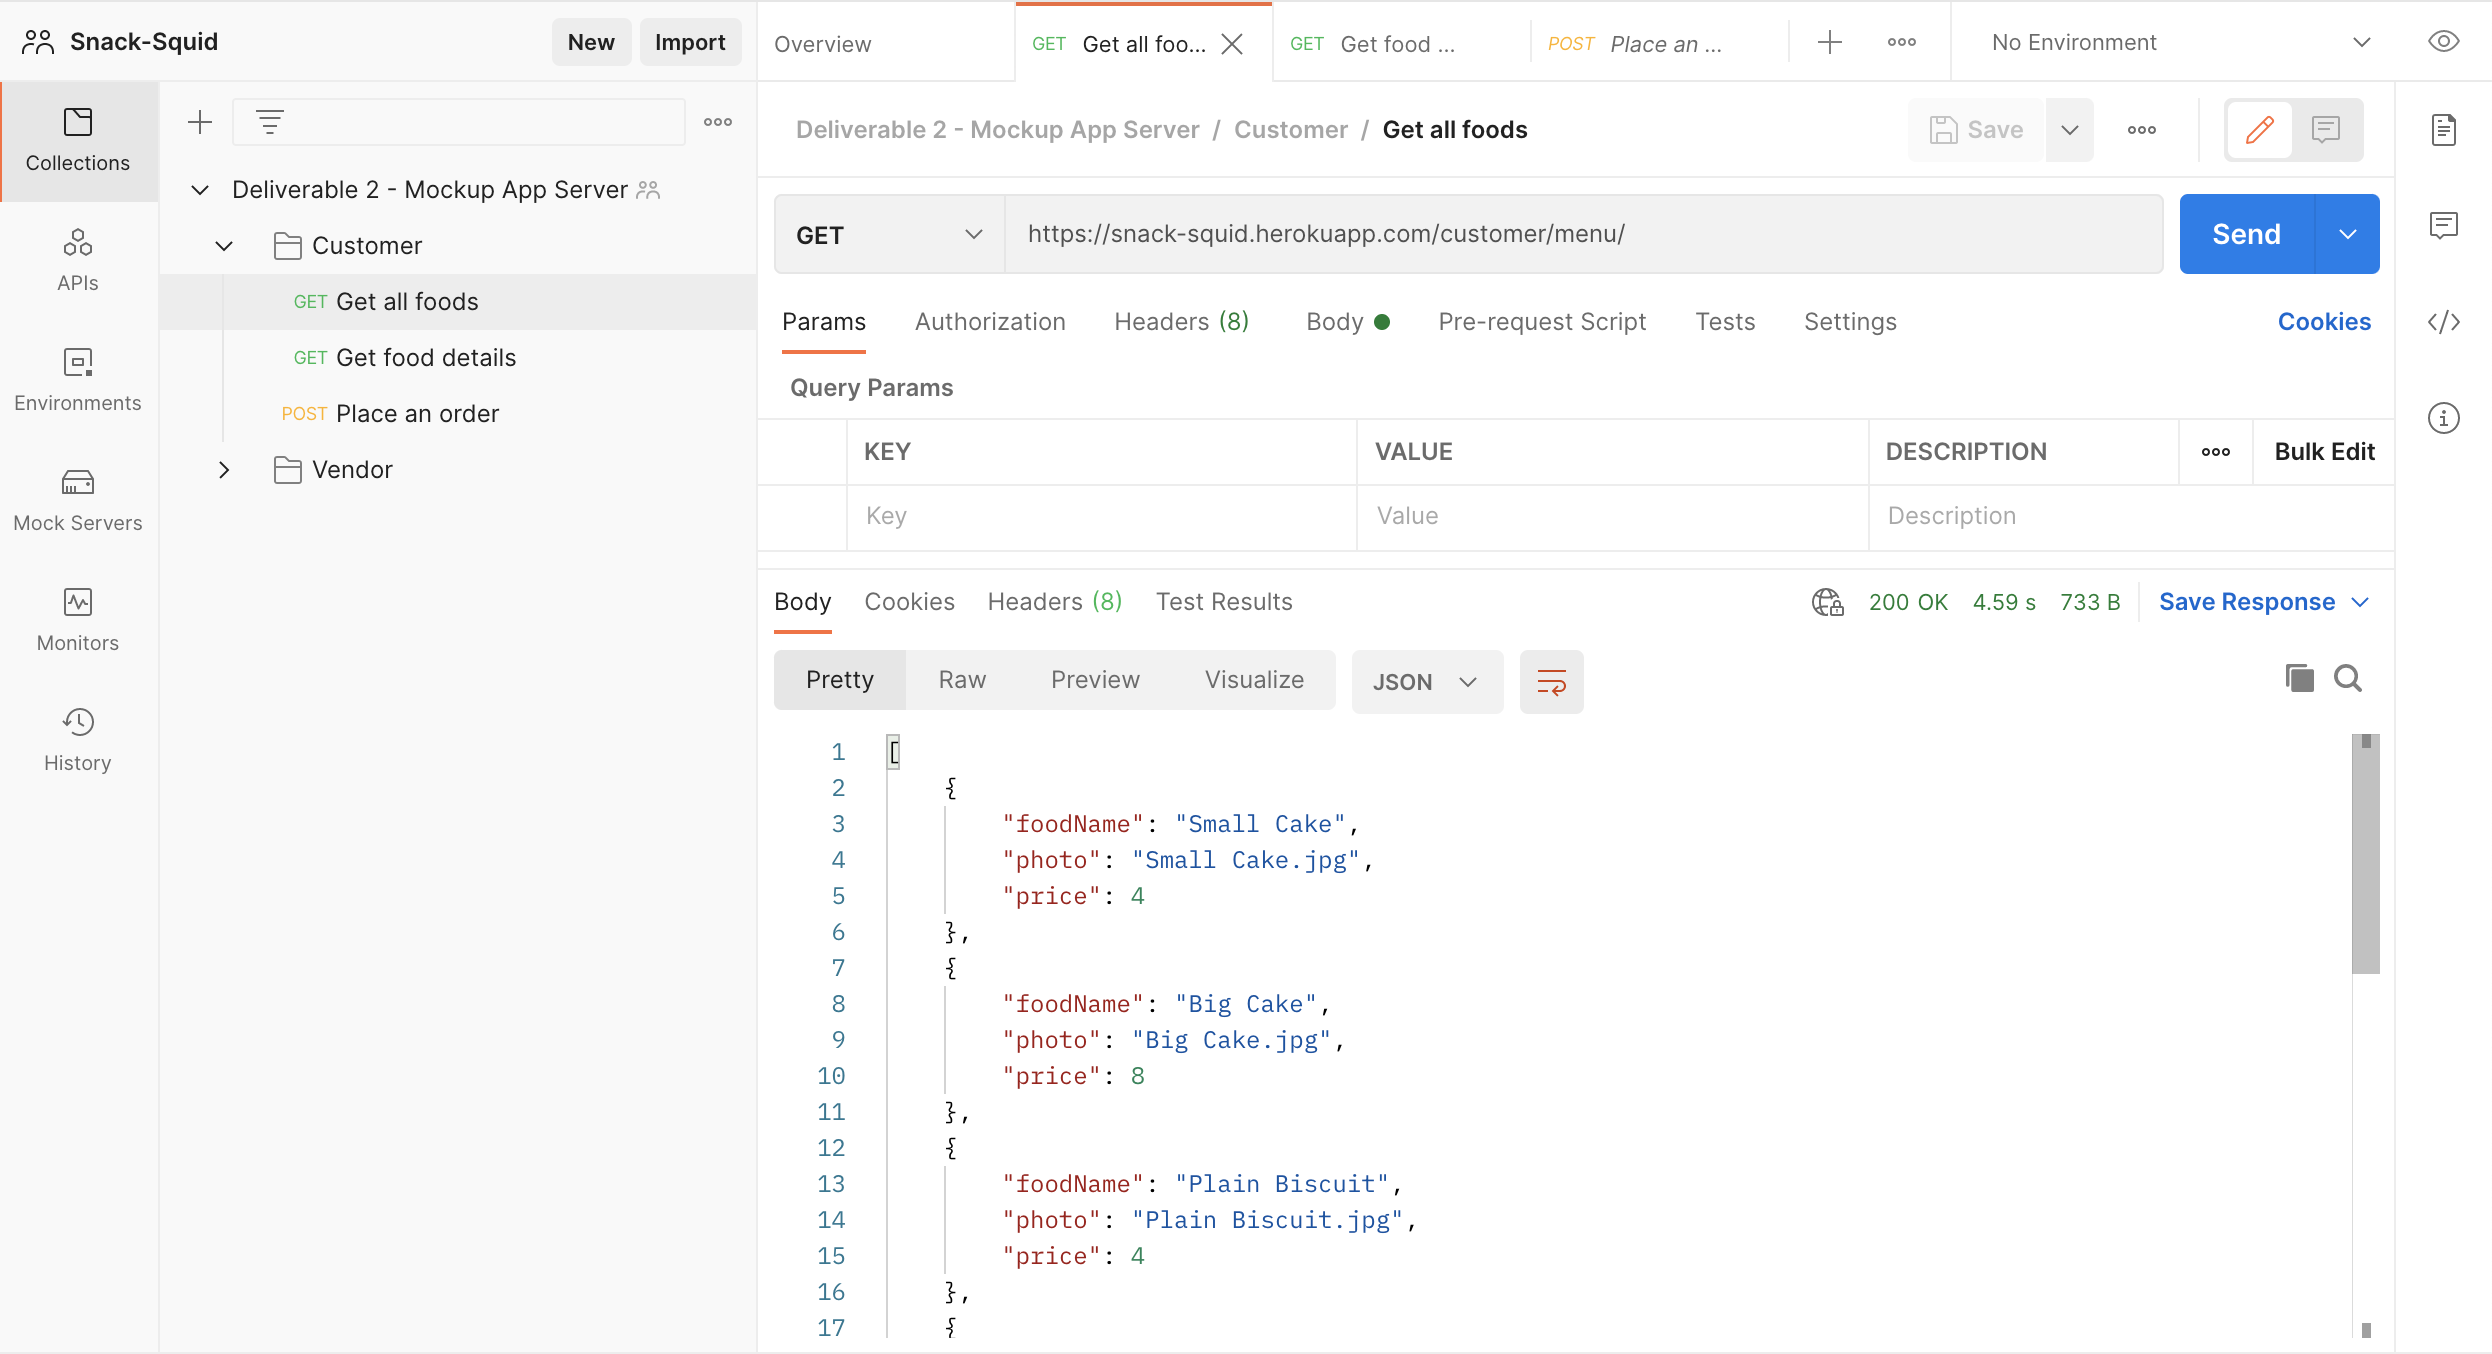 Snack-Squid
New
Import
Overview
GET Get all foo...
GET Get food ...
POST Place an ...
No Environment
Collections
APIs
Environments
Mock Servers
Monitors
History
Deliverable 2 - Mockup App Server
Customer
GET Get all foods
GET Get food details
POST Place an order
Vendor
Deliverable 2 - Mockup App Server / Customer / Get all foods
Save
GET
https://snack-squid.herokuapp.com/customer/menu/
Send
Params Authorization Headers (8) Body Pre-request Script Tests Settings Cookies
Query Params
KEY VALUE DESCRIPTION Bulk Edit
Key Value Description
Body Cookies Headers (8) Test Results
200 OK 4.59 s 733 B Save Response
Pretty Raw Preview Visualize JSON
1 [
2 {
3 "foodName": "Small Cake",
4 "photo": "Small Cake.jpg",
5 "price": 4
6 },
7 {
8 "foodName": "Big Cake",
9 "photo": "Big Cake.jpg",
10 "price": 8
11 },
12 {
13 "foodName": "Plain Biscuit",
14 "photo": "Plain Biscuit.jpg",
15 "price": 4
16 },
17 {